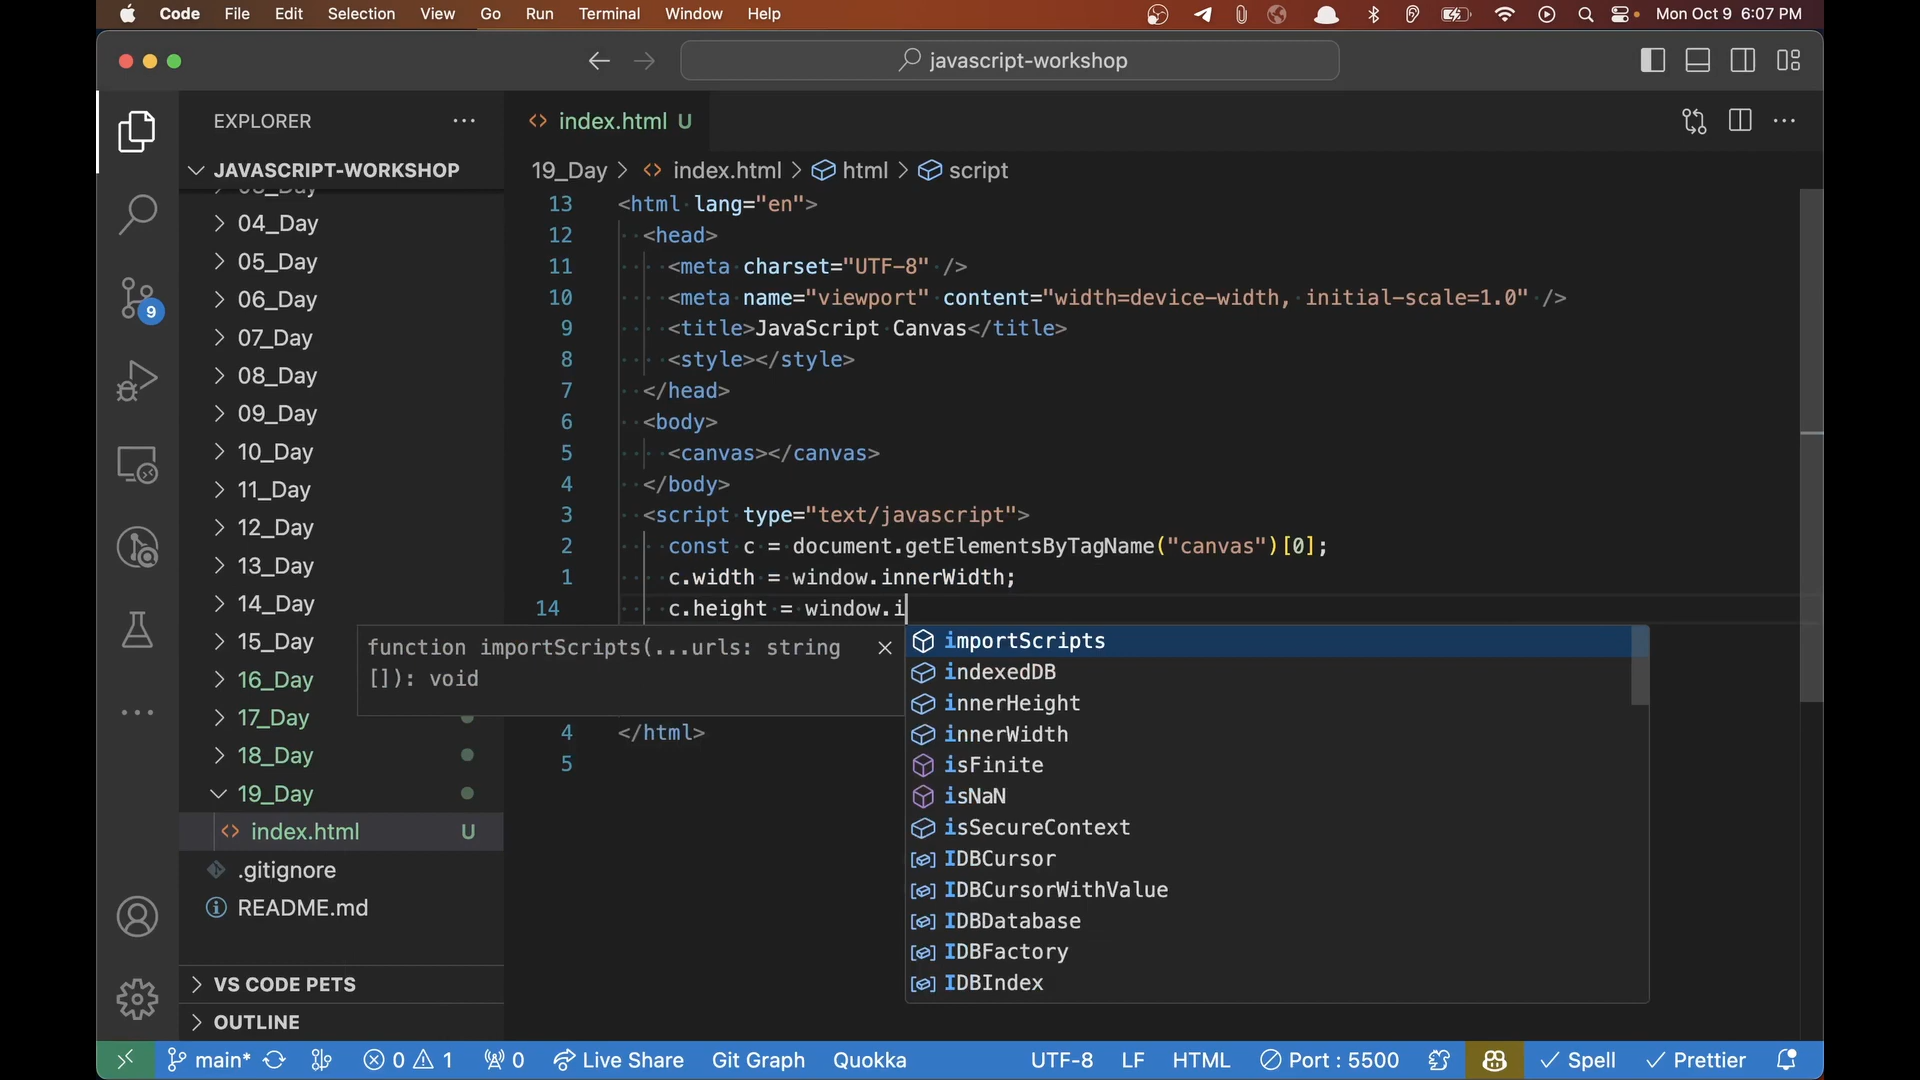 Code File Edit Selection View Go Run Terminal Window Help Mon Oct 9 6:07 PM
javascript-workshop
EXPLORER
index.html U
JAVASCRIPT-WORKSHOP
19_Day > index.html > html > script
04_Day
05_Day
06_Day
07_Day
08_Day
09_Day
10_Day
11_Day
12_Day
13_Day
14_Day
15_Day
16_Day
17_Day
18_Day
19_Day
index.html U
.gitignore
README.md
VS CODE PETS
OUTLINE
9
13 <html lang="en">
12 <head>
11 <meta charset="UTF-8" />
10 <meta name="viewport" content="width=device-width, initial-scale=1.0" />
9 <title>JavaScript Canvas</title>
8 <style></style>
7 </head>
6 <body>
5 <canvas></canvas>
4 </body>
3 <script type="text/javascript">
2 const c = document.getElementsByTagName("canvas")[0];
1 c.width = window.innerWidth;
14 c.height = window.i
function importScripts(...urls: string
[]): void
importScripts
indexedDB
innerHeight
innerWidth
isFinite
isNaN
isSecureContext
IDBCursor
IDBCursorWithValue
IDBDatabase
IDBFactory
IDBIndex
4 </html>
5
main* 0 1 0 Live Share Git Graph Quokka UTF-8 LF HTML Port : 5500 Spell Prettier